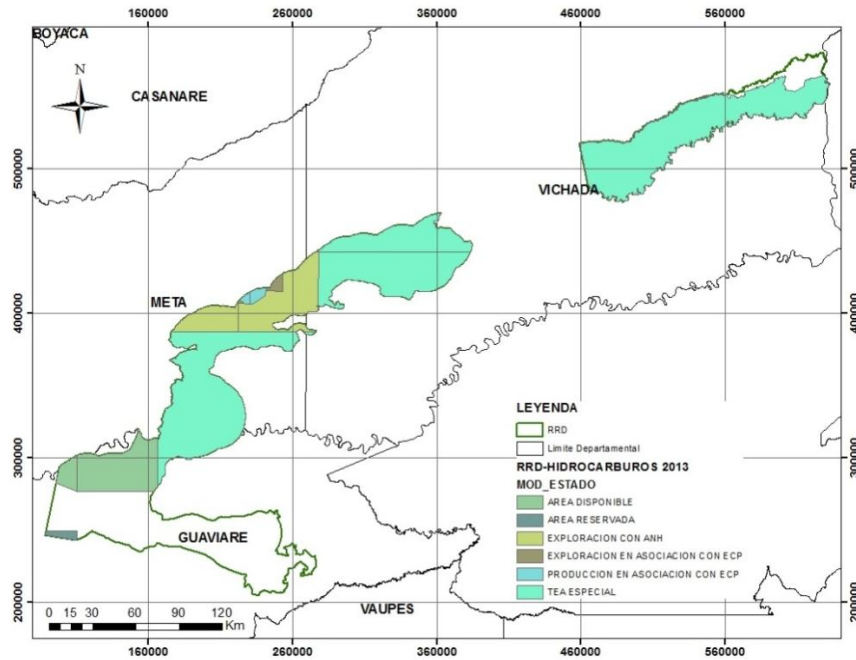 160000 260000 360000 460000 560000
BOYACA
N
CASANARE
500000
500000
VICHADA
META
400000
400000
LEYENDA
RRD
Limite Departamental
RRD-HIDROCARBUROS 2013
MOD_ESTADO
AREA DISPONIBLE
AREA RESERVADA
EXPLORACION CON ANH
EXPLORACION EN ASOCIACION CON ECP
PRODUCCION EN ASOCIACION CON ECP
TEA ESPECIAL
300000
300000
GUAVIARE
200000
200000
VAUPES
0 15 30 60 90 120
Km
160000 260000 360000 460000 560000